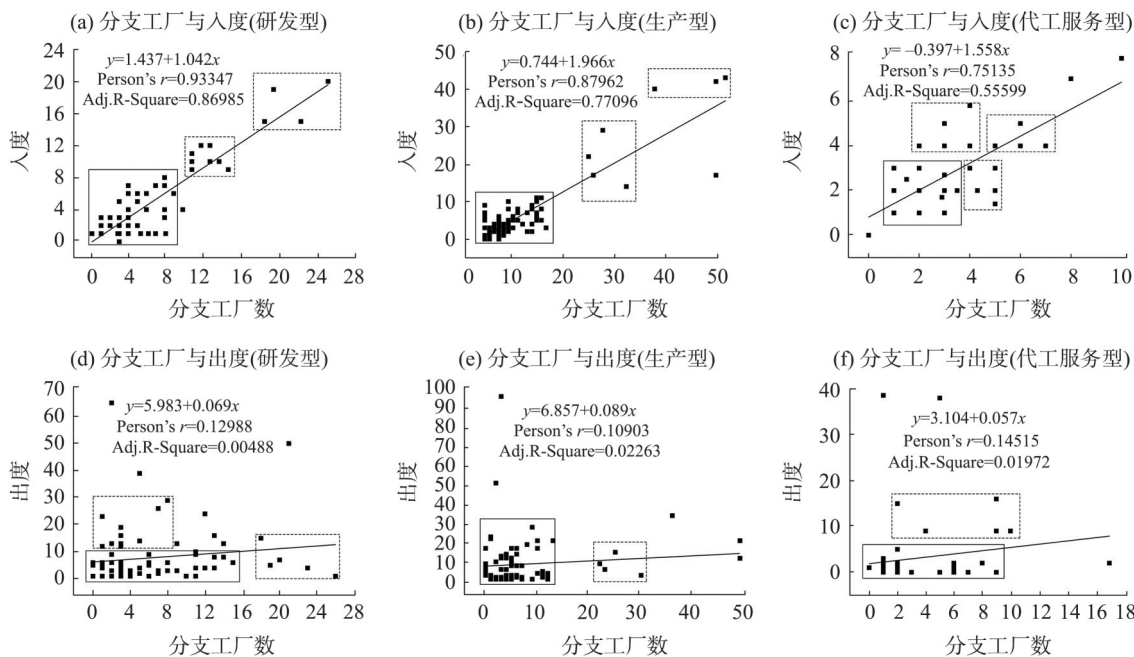 (a) 分支工厂与入度(研发型)
y=1.437+1.042x
Person's r=0.93347
Adj.R-Square=0.86985
入度
24
20
16
12
8
4
0
0 4 8 12 16 20 24 28
分支工厂数
(b) 分支工厂与入度(生产型)
y=0.744+1.966x
Person's r=0.87962
Adj.R-Square=0.77096
入度
50
40
30
20
10
0
0 10 20 30 40 50
分支工厂数
(c) 分支工厂与入度(代工服务型)
y= –0.397+1.558x
Person's r=0.75135
Adj.R-Square=0.55599
入度
8
6
4
2
0
0 2 4 6 8 10
分支工厂数
(d) 分支工厂与出度(研发型)
y=5.983+0.069x
Person's r=0.12988
Adj.R-Square=0.00488
出度
70
60
50
40
30
20
10
0
0 4 8 12 16 20 24 28
分支工厂数
(e) 分支工厂与出度(生产型)
y=6.857+0.089x
Person's r=0.10903
Adj.R-Square=0.02263
出度
100
90
80
70
60
50
40
30
20
10
0
0 10 20 30 40 50
分支工厂数
(f) 分支工厂与出度(代工服务型)
y=3.104+0.057x
Person's r=0.14515
Adj.R-Square=0.01972
出度
40
30
20
10
0
0 2 4 6 8 10 12 14 16 18
分支工厂数